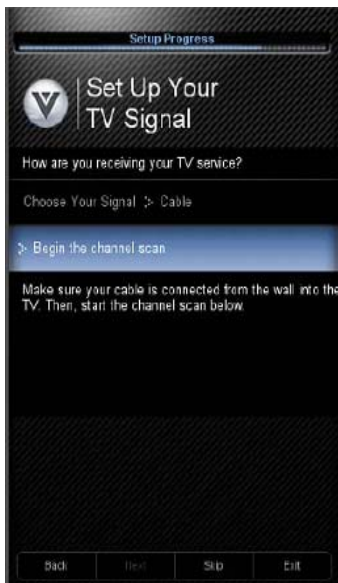 Setup Progress
V
Set Up Your
TV Signal
How are you receiving your TV service?
Choose Your Signal > Cable
> Begin the channel scan
Make sure your cable is connected from the wall into the
TV. Then, start the channel scan below.
Back Next Skip Exit